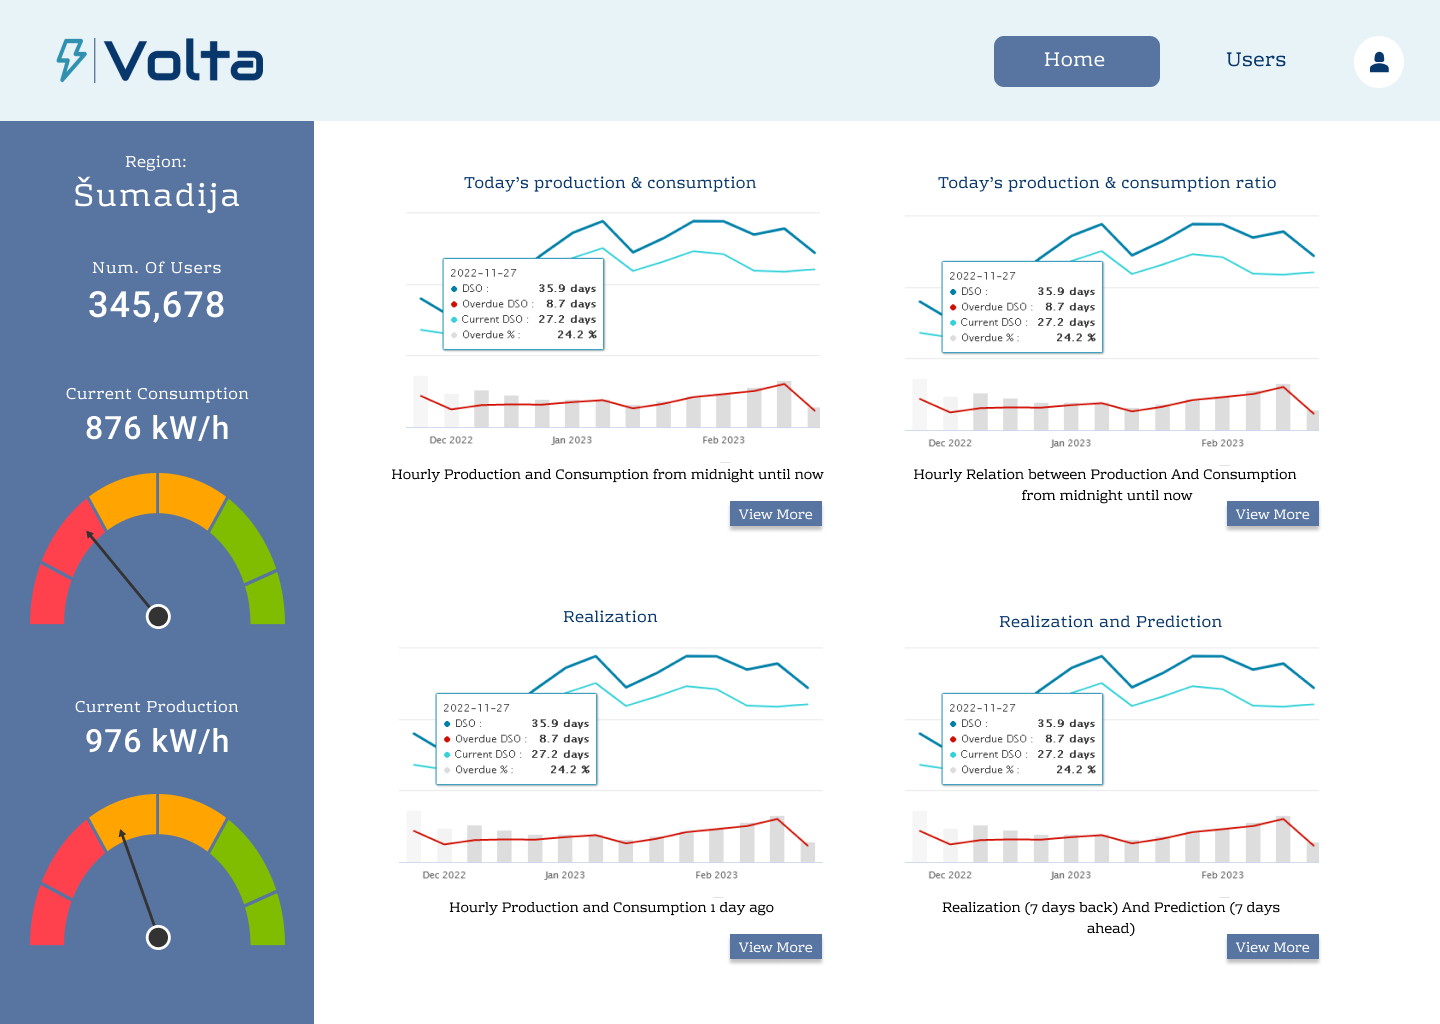 Volta
Home
Users
Region:
Šumadija
Num. Of Users
345,678
Current Consumption
876 kW/h
Current Production
976 kW/h
Today's production & consumption
2022-11-27
DSO : 35.9 days
Overdue DSO : 8.7 days
Current DSO : 27.2 days
Overdue % : 24.2 %
Dec 2022 Jan 2023 Feb 2023
Hourly Production and Consumption from midnight until now
View More
Today's production & consumption ratio
2022-11-27
DSO : 35.9 days
Overdue DSO : 8.7 days
Current DSO : 27.2 days
Overdue % : 24.2 %
Dec 2022 Jan 2023 Feb 2023
Hourly Relation between Production And Consumption
from midnight until now
View More
Realization
2022-11-27
DSO : 35.9 days
Overdue DSO : 8.7 days
Current DSO : 27.2 days
Overdue % : 24.2 %
Dec 2022 Jan 2023 Feb 2023
Hourly Production and Consumption 1 day ago
View More
Realization and Prediction
2022-11-27
DSO : 35.9 days
Overdue DSO : 8.7 days
Current DSO : 27.2 days
Overdue % : 24.2 %
Dec 2022 Jan 2023 Feb 2023
Realization (7 days back) And Prediction (7 days
ahead)
View More